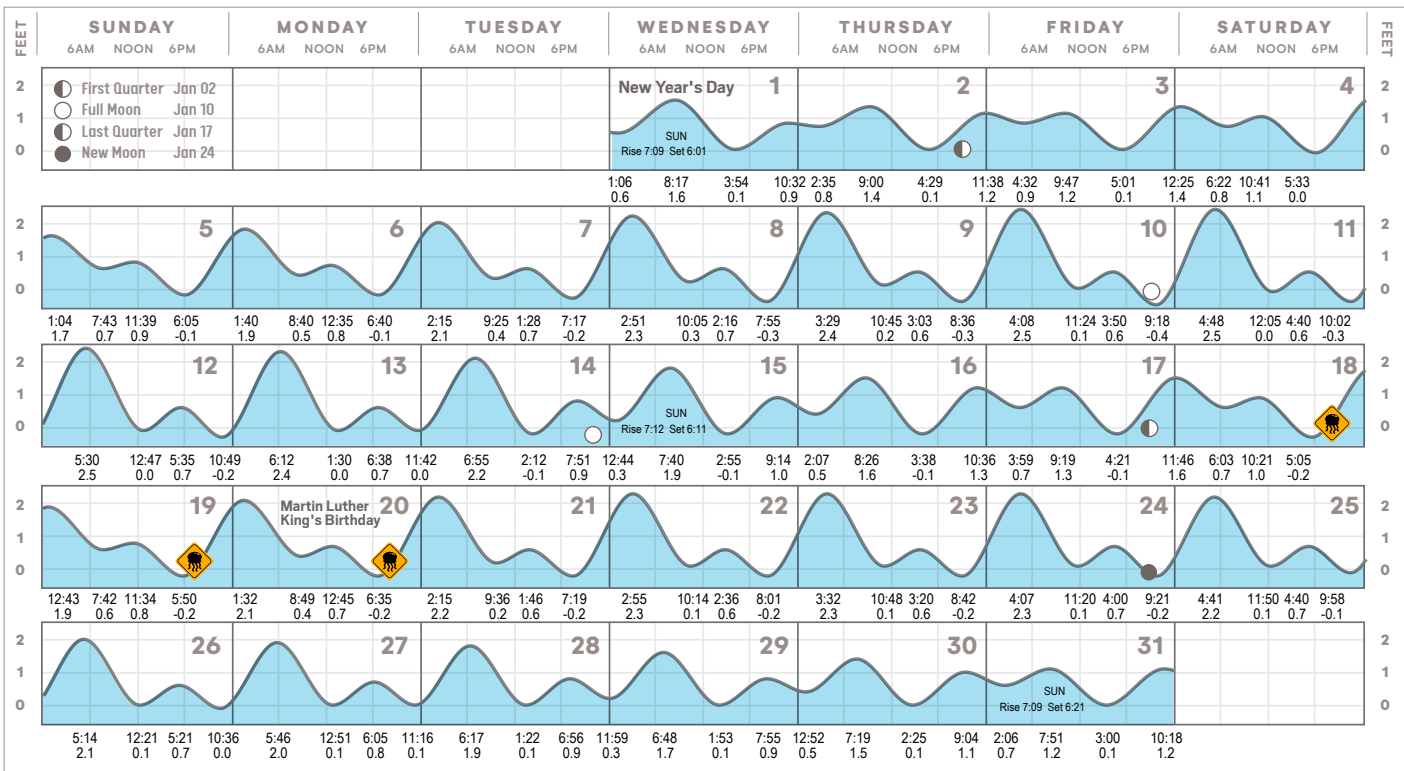 FEET SUNDAY MONDAY TUESDAY WEDNESDAY THURSDAY FRIDAY SATURDAY FEET
6AM NOON 6PM 6AM NOON 6PM 6AM NOON 6PM 6AM NOON 6PM 6AM NOON 6PM 6AM NOON 6PM 6AM NOON 6PM
First Quarter Jan 02
Full Moon Jan 10
Last Quarter Jan 17
New Moon Jan 24
New Year's Day 1 2 3 4
2 2
1 1
0 0
SUN
Rise 7:09 Set 6:01
1:06 8:17 3:54 10:32 2:35 9:00 4:29 11:38 4:32 9:47 5:01 12:25 6:22 10:41 5:33
0.6 1.6 0.1 0.9 0.8 1.4 0.1 1.2 0.9 1.2 0.1 1.4 0.8 1.1 0.0
5 6 7 8 9 10 11
2 2
1 1
0 0
1:04 7:43 11:39 6:05 1:40 8:40 12:35 6:40 2:15 9:25 1:28 7:17 2:51 10:05 2:16 7:55 3:29 10:45 3:03 8:36 4:08 11:24 3:50 9:18 4:48 12:05 4:40 10:02
1.7 0.7 0.9 -0.1 1.9 0.5 0.8 -0.1 2.1 0.4 0.7 -0.2 2.3 0.3 0.7 -0.3 2.4 0.2 0.6 -0.3 2.5 0.1 0.6 -0.4 2.5 0.0 0.6 -0.3
12 13 14 15 16 17 18
2 2
1 1
0 0
SUN
Rise 7:12 Set 6:11
5:30 12:47 5:35 10:49 6:12 1:30 6:38 11:42 6:55 2:12 7:51 12:44 7:40 2:55 9:14 2:07 8:26 3:38 10:36 3:59 9:19 4:21 11:46 6:03 10:21 5:05
2.5 0.0 0.7 -0.2 2.4 0.0 0.7 0.0 2.2 -0.1 0.9 0.3 1.9 -0.1 1.0 0.5 1.6 -0.1 1.3 0.7 1.3 -0.1 1.6 0.7 1.0 -0.2
19 20 21 22 23 24 25
Martin Luther
King's Birthday
2 2
1 1
0 0
12:43 7:42 11:34 5:50 1:32 8:49 12:45 6:35 2:15 9:36 1:46 7:19 2:55 10:14 2:36 8:01 3:32 10:48 3:20 8:42 4:07 11:20 4:00 9:21 4:41 11:50 4:40 9:58
1.9 0.6 0.8 -0.2 2.1 0.4 0.7 -0.2 2.2 0.2 0.6 -0.2 2.3 0.1 0.6 -0.2 2.3 0.1 0.6 -0.2 2.3 0.1 0.7 -0.2 2.2 0.1 0.7 -0.1
26 27 28 29 30 31
2 2
1 1
0 0
SUN
Rise 7:09 Set 6:21
5:14 12:21 5:21 10:36 5:46 12:51 6:05 11:16 6:17 1:22 6:56 11:59 6:48 1:53 7:55 12:52 7:19 2:25 9:04 2:06 7:51 3:00 10:18
2.1 0.1 0.7 0.0 2.0 0.1 0.8 0.1 1.9 0.1 0.9 0.3 1.7 0.1 0.9 0.5 1.5 0.1 1.1 0.7 1.2 0.1 1.2